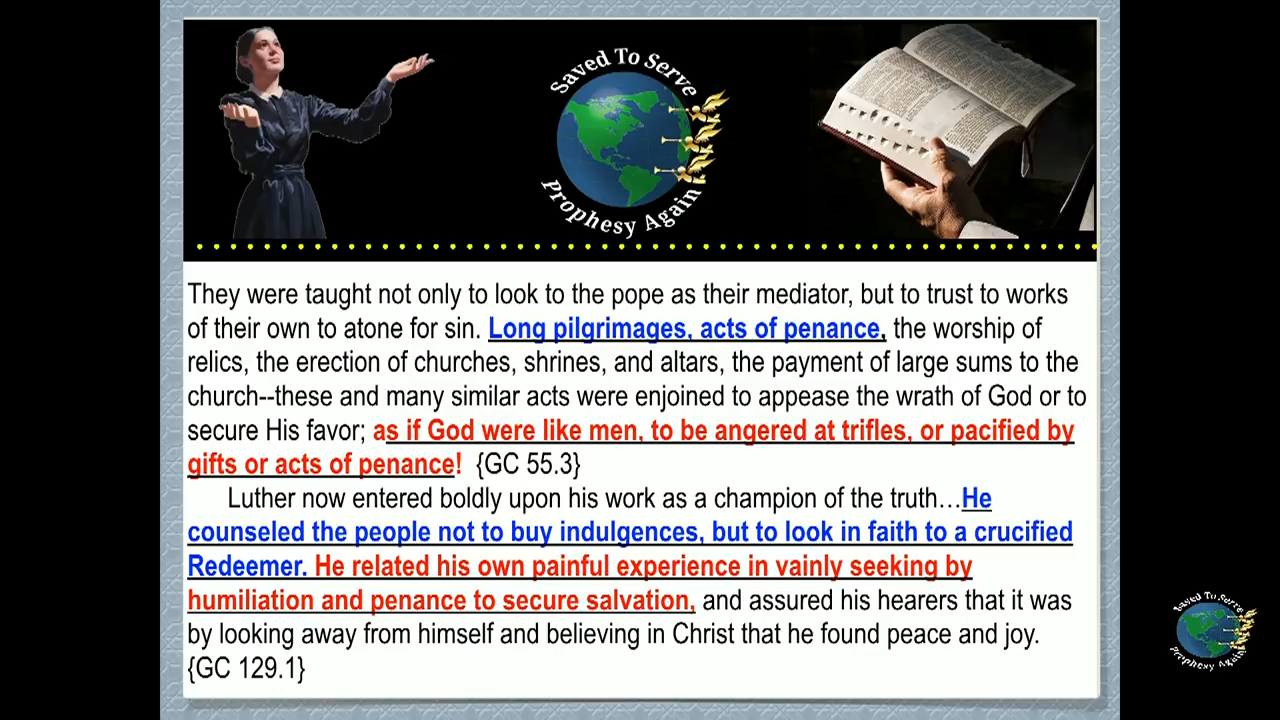 Saved To Serve
Prophesy Again
They were taught not only to look to the pope as their mediator, but to trust to works
of their own to atone for sin. Long pilgrimages, acts of penance, the worship of
relics, the erection of churches, shrines, and altars, the payment of large sums to the
church--these and many similar acts were enjoined to appease the wrath of God or to
secure His favor; as if God were like men, to be angered at trifles, or pacified by
gifts or acts of penance! {GC 55.3}
Luther now entered boldly upon his work as a champion of the truth…He
counseled the people not to buy indulgences, but to look in faith to a crucified
Redeemer. He related his own painful experience in vainly seeking by
humiliation and penance to secure salvation, and assured his hearers that it was
by looking away from himself and believing in Christ that he found peace and joy.
{GC 129.1}
Saved To Serve
Prophesy Again